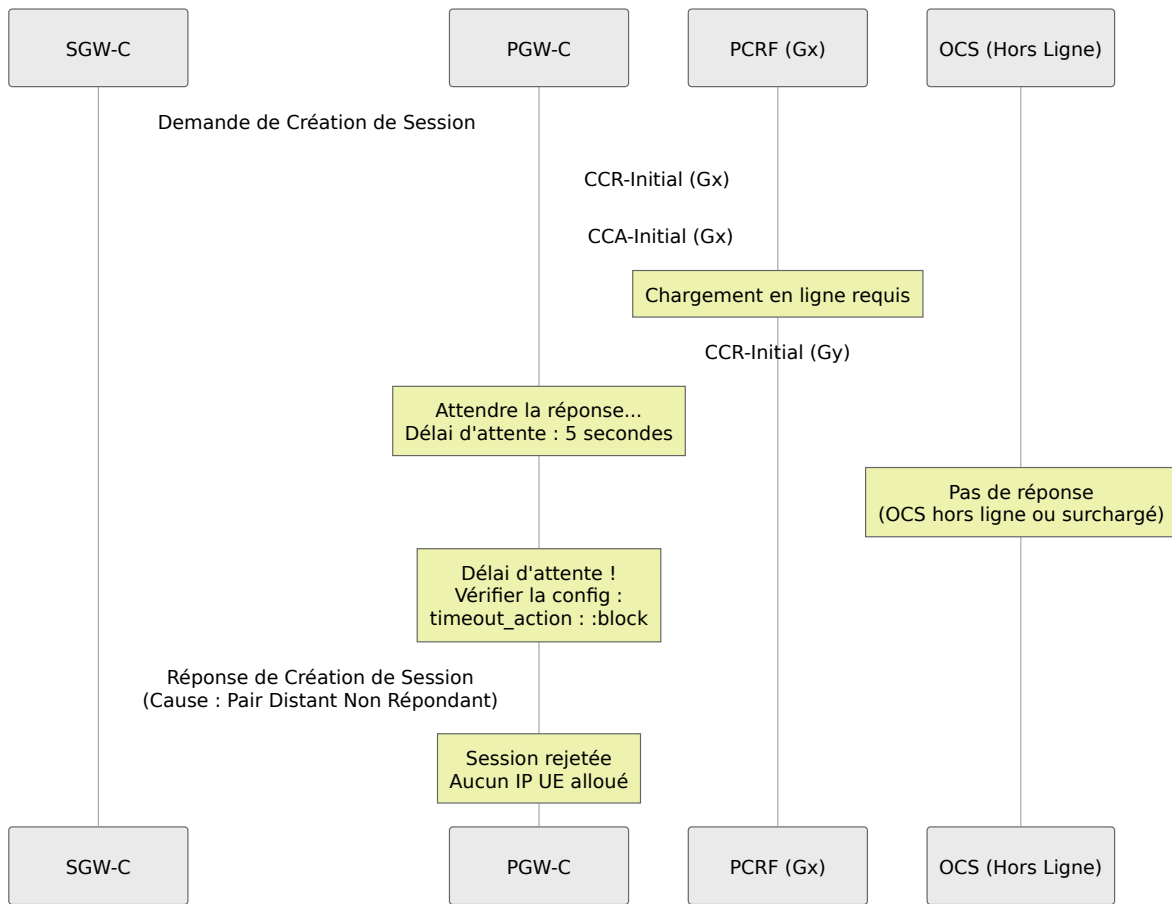 SGW-C
PGW-C
PCRF (Gx)
OCS (Hors Ligne)
Demande de Création de Session
CCR-Initial (Gx)
CCA-Initial (Gx)
Chargement en ligne requis
CCR-Initial (Gy)
Attendre la réponse...
Délai d'attente : 5 secondes
Pas de réponse
(OCS hors ligne ou surchargé)
Délai d'attente !
Vérifier la config :
timeout_action : :block
Réponse de Création de Session
(Cause : Pair Distant Non Répondant)
Session rejetée
Aucun IP UE alloué
SGW-C
PGW-C
PCRF (Gx)
OCS (Hors Ligne)